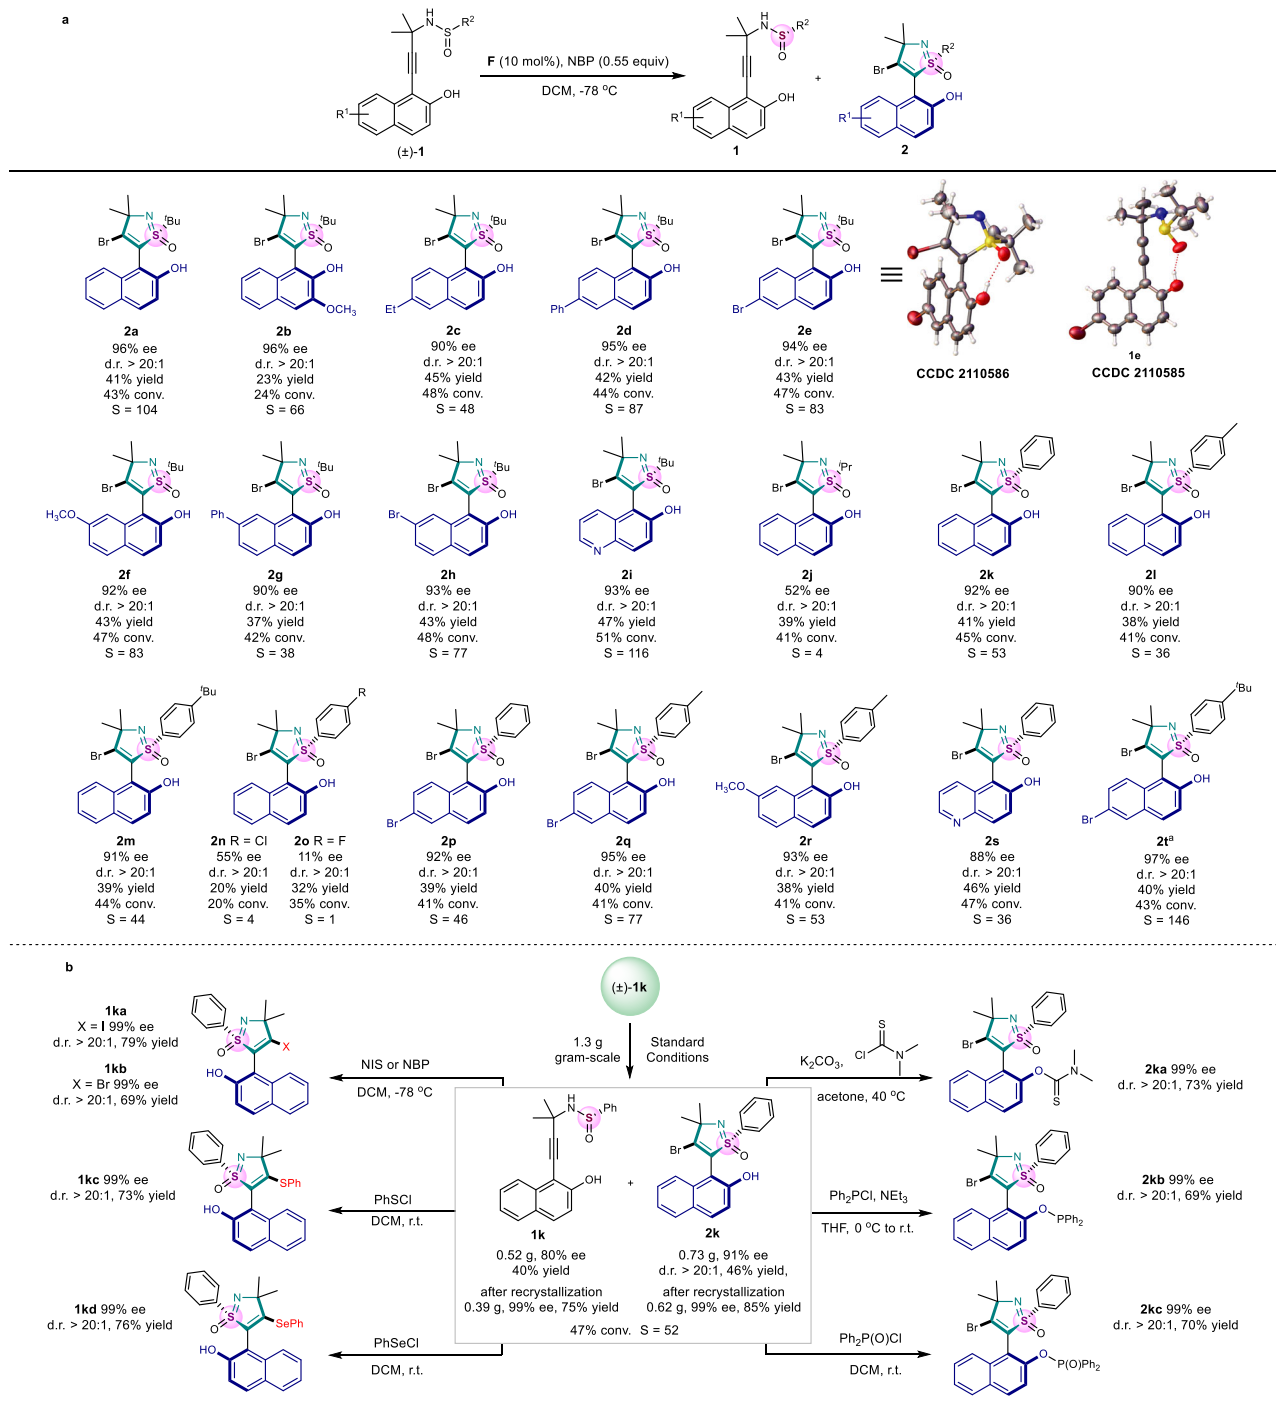 a
F (10 mol%), NBP (0.55 equiv)
DCM, -78 °C
(±)-1
1
+
2
2a
96% ee
d.r. > 20:1
41% yield
43% conv.
S = 104
2b
96% ee
d.r. > 20:1
23% yield
24% conv.
S = 66
2c
90% ee
d.r. > 20:1
45% yield
48% conv.
S = 48
2d
95% ee
d.r. > 20:1
42% yield
44% conv.
S = 87
2e
94% ee
d.r. > 20:1
43% yield
47% conv.
S = 83
CCDC 2110586
1e
CCDC 2110585
2f
92% ee
d.r. > 20:1
43% yield
47% conv.
S = 83
2g
90% ee
d.r. > 20:1
37% yield
42% conv.
S = 38
2h
93% ee
d.r. > 20:1
43% yield
48% conv.
S = 77
2i
93% ee
d.r. > 20:1
47% yield
51% conv.
S = 116
2j
52% ee
d.r. > 20:1
39% yield
41% conv.
S = 4
2k
92% ee
d.r. > 20:1
41% yield
45% conv.
S = 53
2l
90% ee
d.r. > 20:1
38% yield
41% conv.
S = 36
2m
91% ee
d.r. > 20:1
39% yield
44% conv.
S = 44
2n R = Cl
55% ee
d.r. > 20:1
20% yield
20% conv.
S = 4
2o R = F
11% ee
d.r. > 20:1
32% yield
35% conv.
S = 1
2p
92% ee
d.r. > 20:1
39% yield
41% conv.
S = 46
2q
95% ee
d.r. > 20:1
40% yield
41% conv.
S = 77
2r
93% ee
d.r. > 20:1
38% yield
41% conv.
S = 53
2s
88% ee
d.r. > 20:1
46% yield
47% conv.
S = 36
2tᵃ
97% ee
d.r. > 20:1
40% yield
43% conv.
S = 146
b
(±)-1k
1.3 g
gram-scale
Standard
Conditions
1ka
X = I 99% ee
d.r. > 20:1, 79% yield
1kb
X = Br 99% ee
d.r. > 20:1, 69% yield
NIS or NBP
DCM, -78 °C
1kc 99% ee
d.r. > 20:1, 73% yield
PhSCl
DCM, r.t.
1kd 99% ee
d.r. > 20:1, 76% yield
PhSeCl
DCM, r.t.
1k
0.52 g, 80% ee
40% yield
after recrystallization
0.39 g, 99% ee, 75% yield
+
2k
0.73 g, 91% ee
d.r. > 20:1, 46% yield,
after recrystallization
0.62 g, 99% ee, 85% yield
47% conv. S = 52
K₂CO₃,
acetone, 40 °C
2ka 99% ee
d.r. > 20:1, 73% yield
Ph₂PCl, NEt₃
THF, 0 °C to r.t.
2kb 99% ee
d.r. > 20:1, 69% yield
Ph₂P(O)Cl
DCM, r.t.
2kc 99% ee
d.r. > 20:1, 70% yield